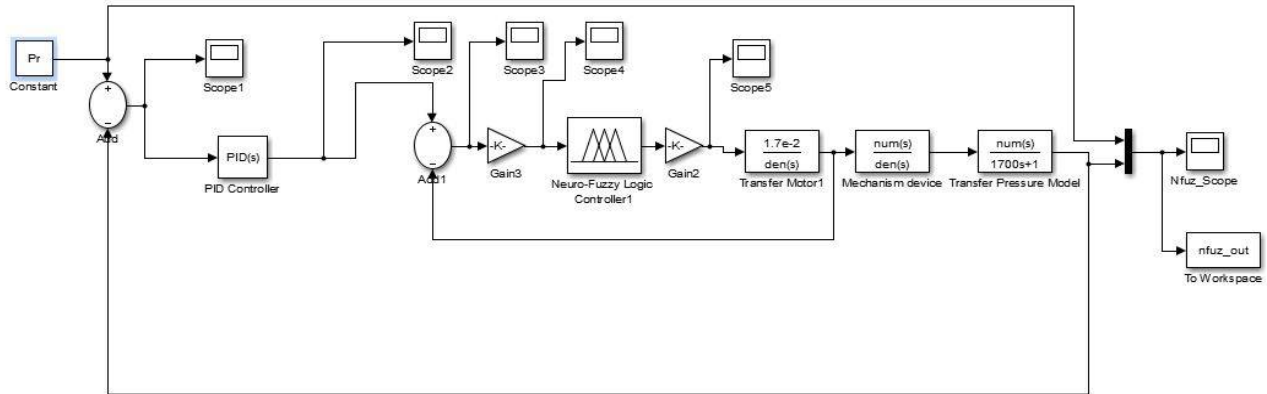 Pr
Constant
+
−
Add
Scope1
PID(s)
PID Controller
Scope2
+
−
Add1
Scope3
-K-
Gain3
Scope4
Neuro-Fuzzy Logic
Controller1
-K-
Gain2
Scope5
1.7e-2
den(s)
Transfer Motor1
num(s)
den(s)
Mechanism device
num(s)
1700s+1
Transfer Pressure Model
Nfuz_Scope
nfuz_out
To Workspace